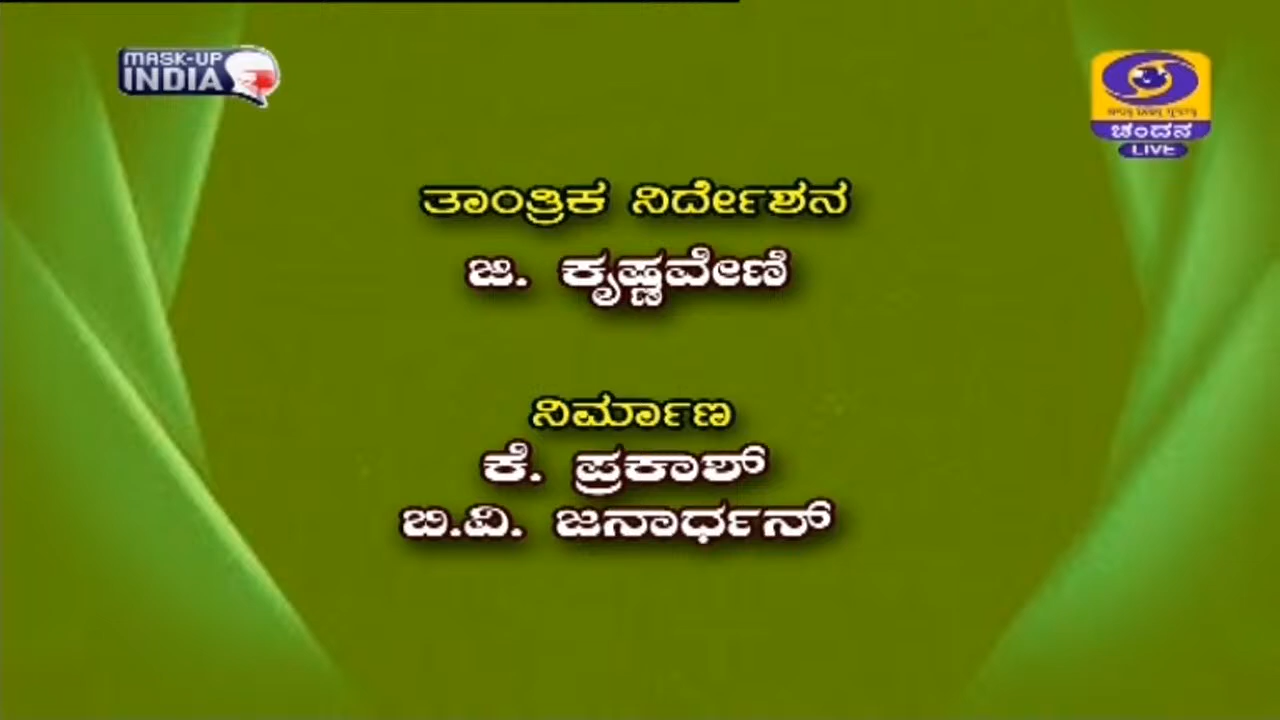 MASK-UP
INDIA
ಚಂದನ
LIVE
ತಾಂತ್ರಿಕ ನಿರ್ದೇಶನ
ಜಿ. ಕೃಷ್ಣವೇಣಿ
ನಿರ್ಮಾಣ
ಕೆ. ಪ್ರಕಾಶ್
ಬಿ.ವಿ. ಜನಾರ್ಧನ್